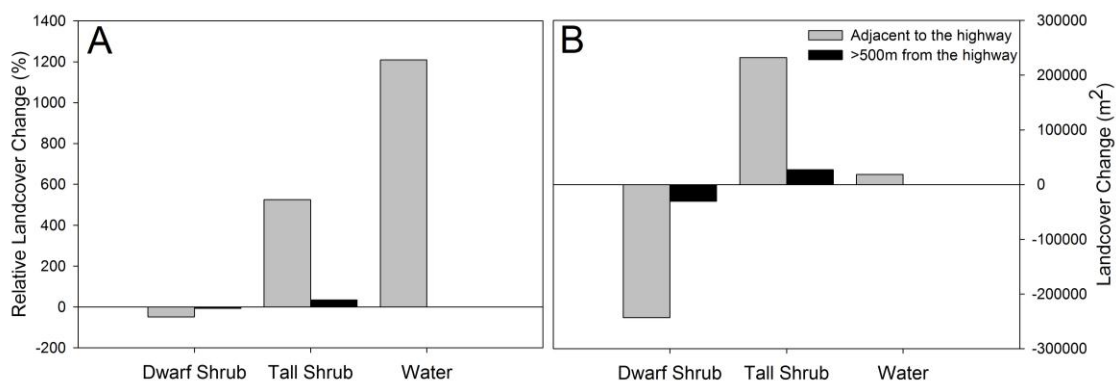 A
Relative Landcover Change (%)
1400
1200
1000
800
600
400
200
0
-200
Dwarf Shrub Tall Shrub Water
B
Adjacent to the highway
>500m from the highway
300000
200000
100000
0
-100000
-200000
-300000
Landcover Change (m²)
Dwarf Shrub Tall Shrub Water